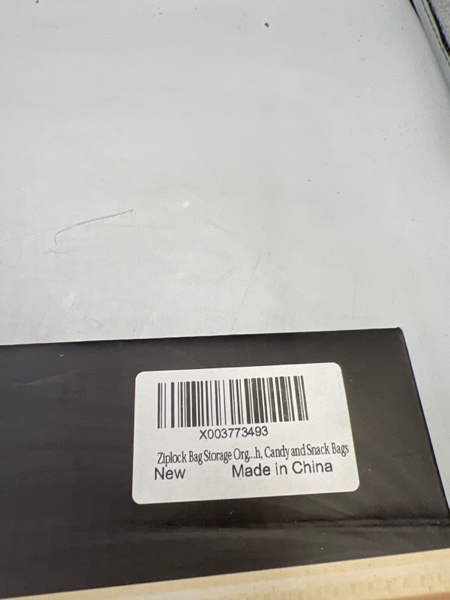 X003773493
Ziplock Bag Storage Org...h, Candy and Snack Bags
New Made in China